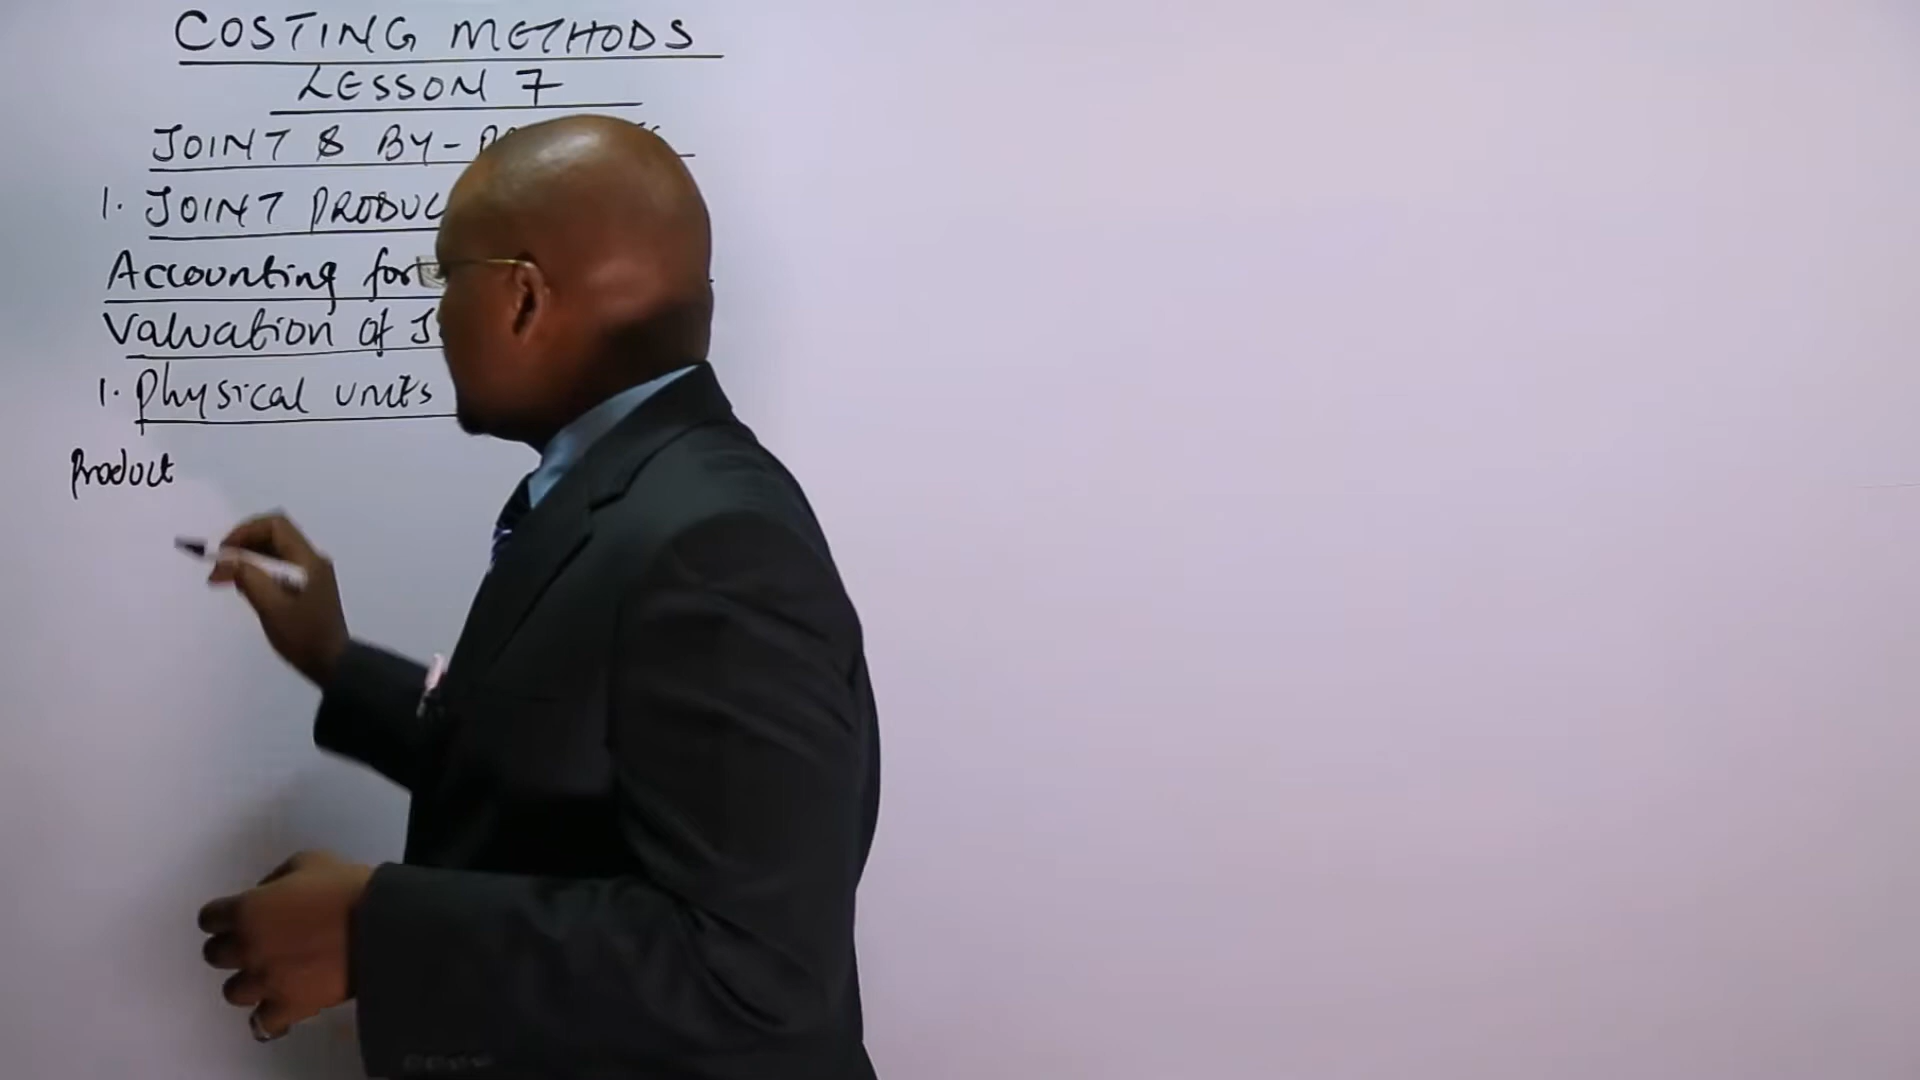 COSTING METHODS
LESSON 7
JOINT & BY-
1. JOINT PRODUC
Accounting for
Valuation of J
1. Physical units
Product